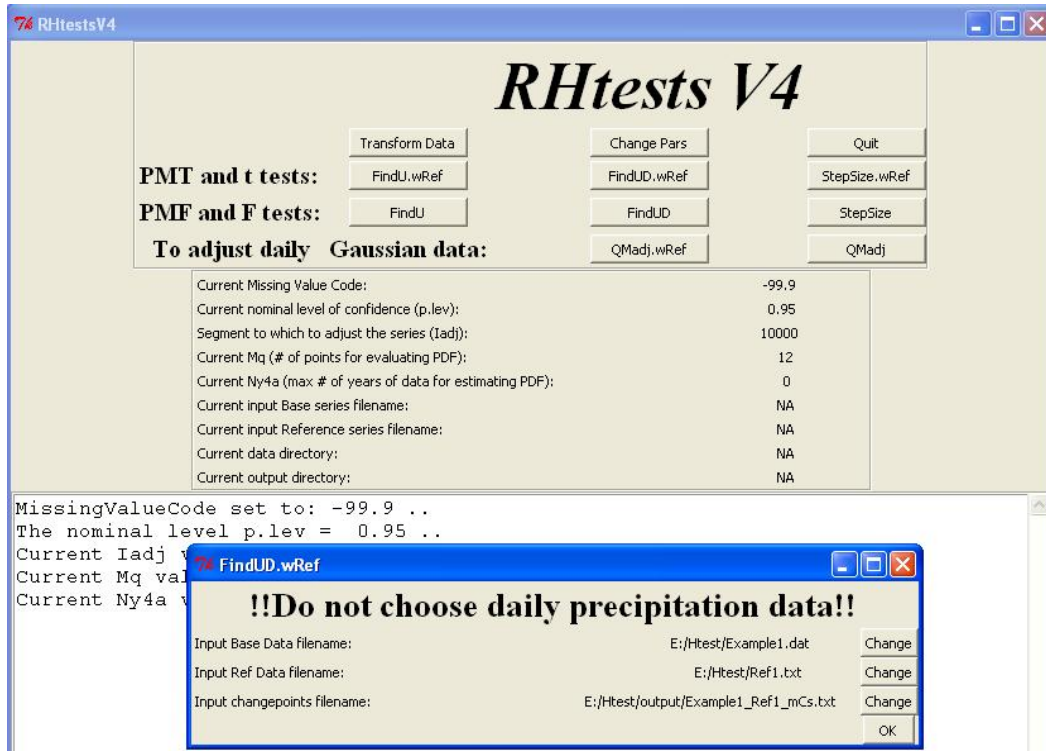 RHtestsV4
RHtests V4
Transform Data Change Pars Quit
PMT and t tests: FindU.wRef FindUD.wRef StepSize.wRef
PMF and F tests: FindU FindUD StepSize
To adjust daily Gaussian data: QMadj.wRef QMadj
Current Missing Value Code: -99.9
Current nominal level of confidence (p.lev): 0.95
Segment to which to adjust the series (Iadj): 10000
Current Mq (# of points for evaluating PDF): 12
Current Ny4a (max # of years of data for estimating PDF): 0
Current input Base series filename: NA
Current input Reference series filename: NA
Current data directory: NA
Current output directory: NA
MissingValueCode set to: -99.9 ..
The nominal level p.lev = 0.95 ..
Current Iadj v
Current Mq val
Current Ny4a v
FindUD.wRef
!!Do not choose daily precipitation data!!
Input Base Data filename: E:/Htest/Example1.dat Change
Input Ref Data filename: E:/Htest/Ref1.txt Change
Input changepoints filename: E:/Htest/output/Example1_Ref1_mCs.txt Change
OK